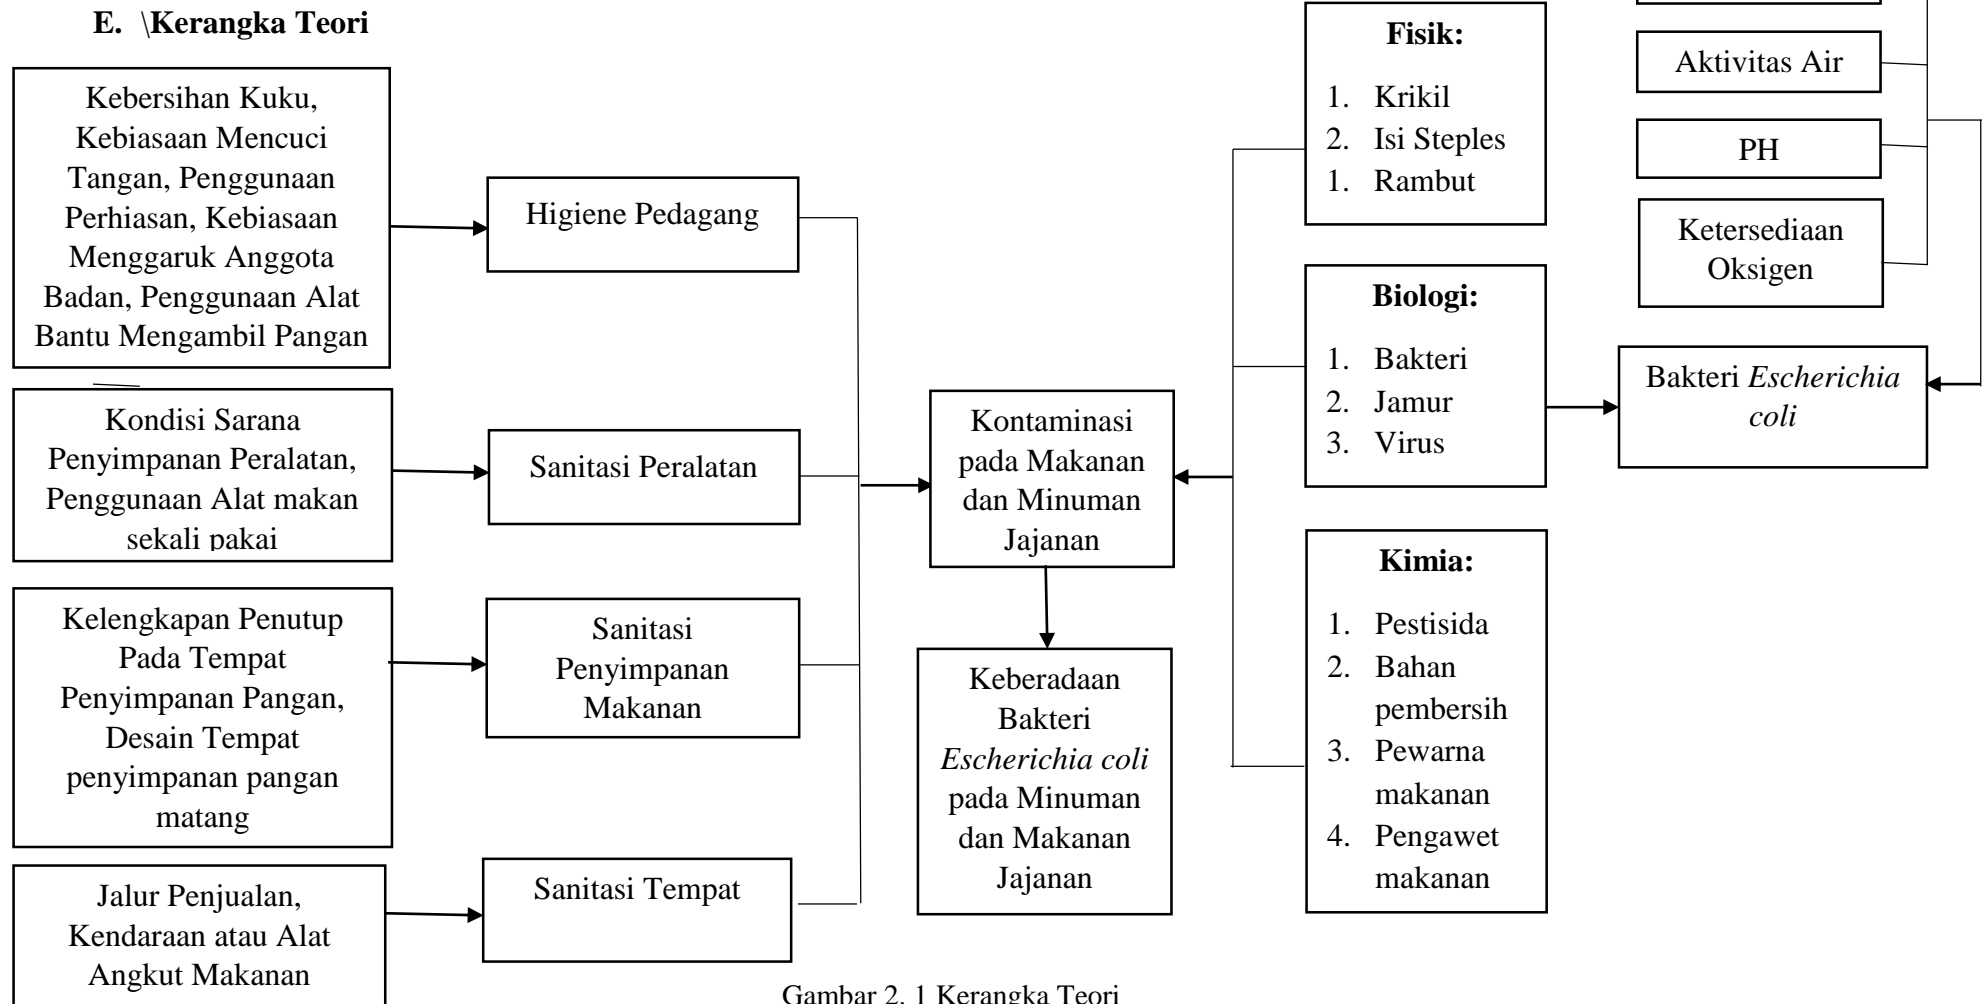 E. \Kerangka Teori
Kebersihan Kuku,
Kebiasaan Mencuci
Tangan, Penggunaan
Perhiasan, Kebiasaan
Menggaruk Anggota
Badan, Penggunaan Alat
Bantu Mengambil Pangan
Kondisi Sarana
Penyimpanan Peralatan,
Penggunaan Alat makan
sekali pakai
Kelengkapan Penutup
Pada Tempat
Penyimpanan Pangan,
Desain Tempat
penyimpanan pangan
matang
Jalur Penjualan,
Kendaraan atau Alat
Angkut Makanan
Higiene Pedagang
Sanitasi Peralatan
Sanitasi
Penyimpanan
Makanan
Sanitasi Tempat
Kontaminasi
pada Makanan
dan Minuman
Jajanan
Keberadaan
Bakteri
Escherichia coli
pada Minuman
dan Makanan
Jajanan
Fisik:
1. Krikil
2. Isi Steples
1. Rambut
Biologi:
1. Bakteri
2. Jamur
3. Virus
Kimia:
1. Pestisida
2. Bahan
pembersih
3. Pewarna
makanan
4. Pengawet
makanan
Aktivitas Air
PH
Ketersediaan
Oksigen
Bakteri Escherichia
coli
Gambar 2. 1 Kerangka Teori